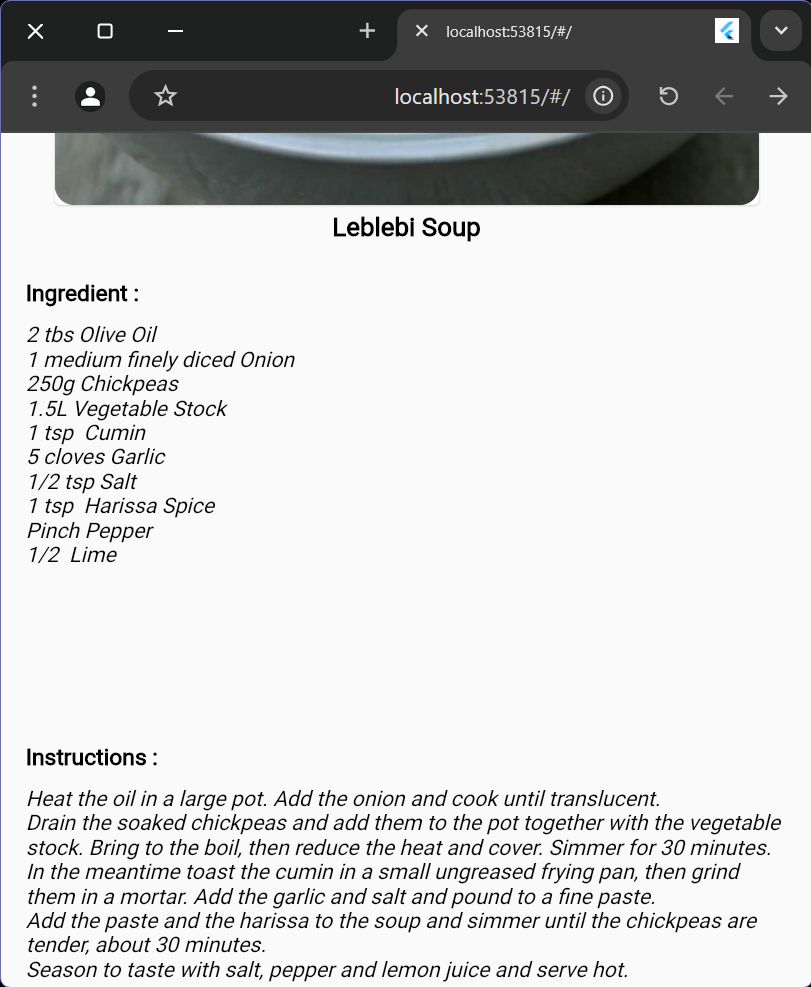 localhost:53815/#/
localhost:53815/#/
Leblebi Soup
Ingredient :
2 tbs Olive Oil
1 medium finely diced Onion
250g Chickpeas
1.5L Vegetable Stock
1 tsp  Cumin
5 cloves Garlic
1/2 tsp Salt
1 tsp  Harissa Spice
Pinch Pepper
1/2  Lime
Instructions :
Heat the oil in a large pot. Add the onion and cook until translucent.
Drain the soaked chickpeas and add them to the pot together with the vegetable
stock. Bring to the boil, then reduce the heat and cover. Simmer for 30 minutes.
In the meantime toast the cumin in a small ungreased frying pan, then grind
them in a mortar. Add the garlic and salt and pound to a fine paste.
Add the paste and the harissa to the soup and simmer until the chickpeas are
tender, about 30 minutes.
Season to taste with salt, pepper and lemon juice and serve hot.